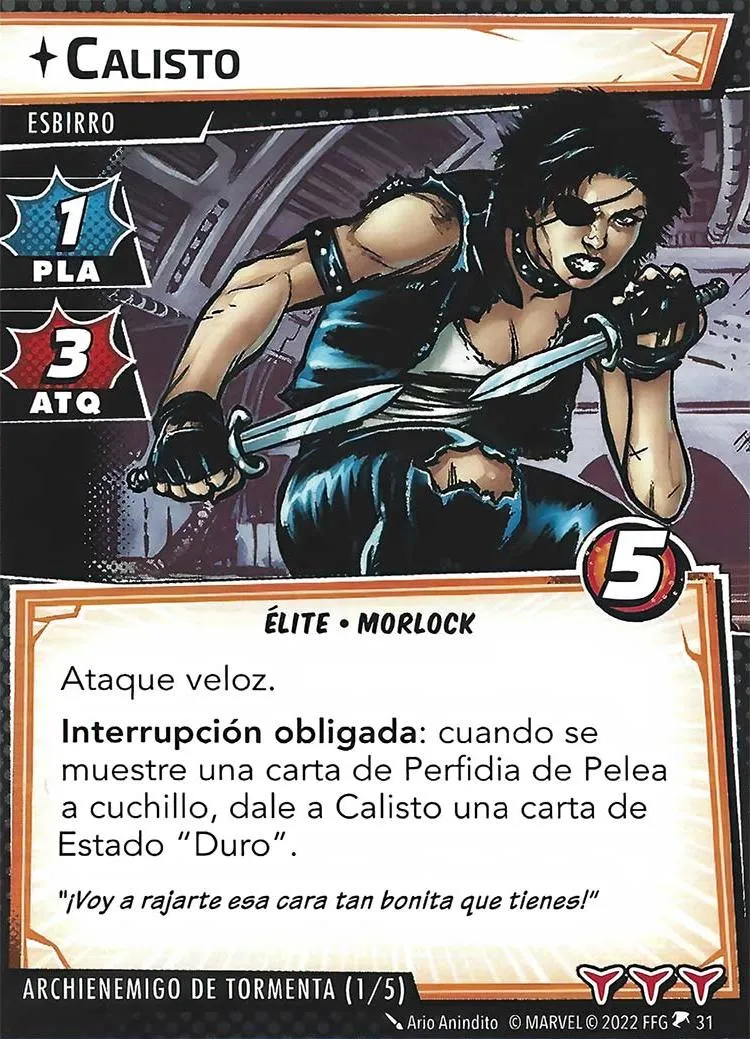 CALISTO
ESBIRRO
1
PLA
3
ATQ
5
ÉLITE • MORLOCK
Ataque veloz.
Interrupción obligada: cuando se
muestre una carta de Perfidia de Pelea
a cuchillo, dale a Calisto una carta de
Estado "Duro".
"¡Voy a rajarte esa cara tan bonita que tienes!"
ARCHIENEMIGO DE TORMENTA (1/5)
Ario Anindito © MARVEL © 2022 FFG 31